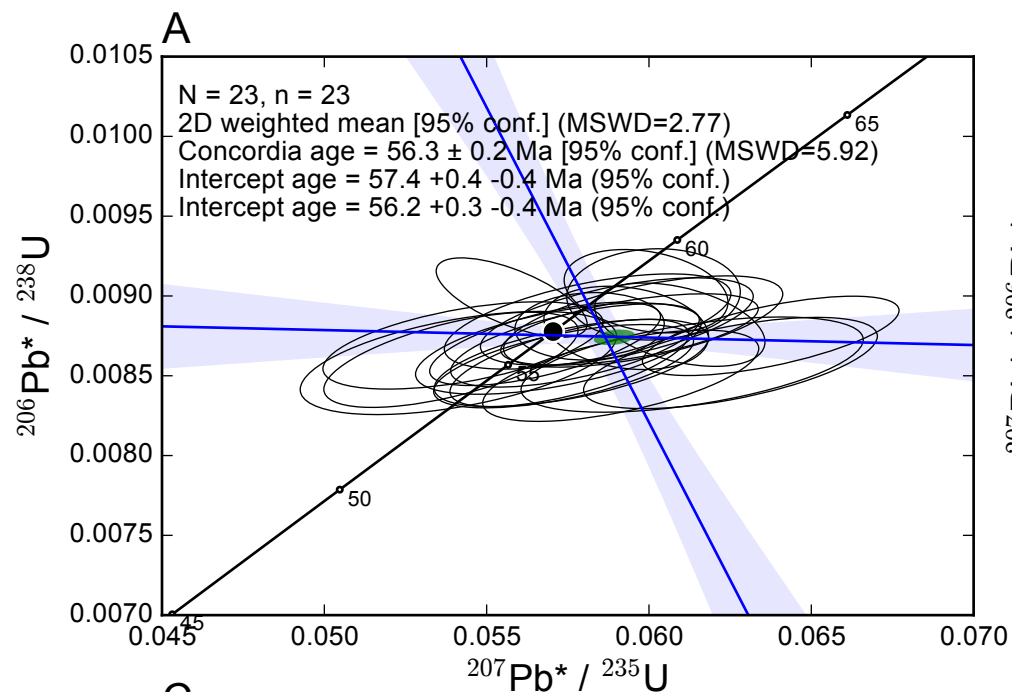 A
0.0105
0.0100
0.0095
0.0090
0.0085
0.0080
0.0075
0.0070
²⁰⁶Pb* / ²³⁸U
N = 23, n = 23
2D weighted mean [95% conf.] (MSWD=2.77)
Concordia age = 56.3 ± 0.2 Ma [95% conf.] (MSWD=5.92)
Intercept age = 57.4 +0.4 -0.4 Ma (95% conf.)
Intercept age = 56.2 +0.3 -0.4 Ma (95% conf.)
65
60
55
50
45
0.045 0.050 0.055 0.060 0.065 0.070
²⁰⁷Pb* / ²³⁵U